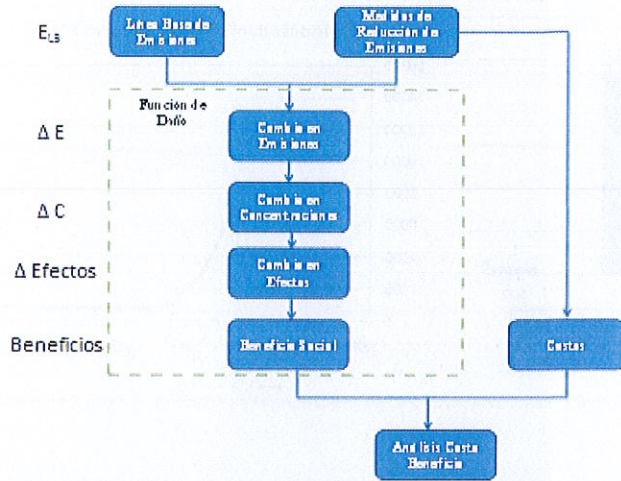 E_LB
Línea Base de
Emisiones
Medidas de
Reducción de
Emisiones
Función de
Daño
Δ E
Cambio en
Emisiones
Δ C
Cambio en
Concentraciones
Δ Efectos
Cambio en
Efectos
Beneficios
Beneficio Social
Costos
Análisis Costo
Beneficio